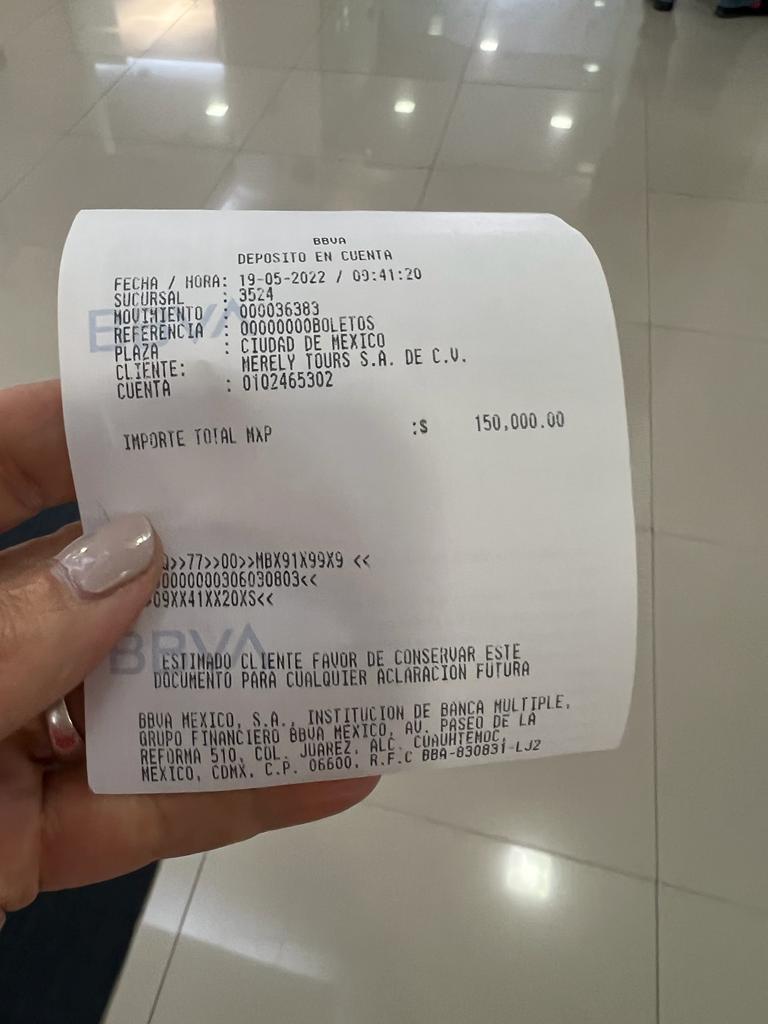 BBVA
DEPOSITO EN CUENTA
FECHA / HORA: 19-05-2022 / 09:41:20
SUCURSAL : 3524
MOVIMIENTO : 000036383
REFERENCIA : 00000000BOLETOS
PLAZA : CIUDAD DE MEXICO
CLIENTE: MERELY TOURS S.A. DE C.V.
CUENTA : 0102465302
IMPORTE TOTAL MXP :$ 150,000.00
>>77>>00>>MBX91X99X9 <<
0000000306030803<<
09XX41XX20XS<<
BBVA
ESTIMADO CLIENTE FAVOR DE CONSERVAR ESTE
DOCUMENTO PARA CUALQUIER ACLARACION FUTURA
BBVA MEXICO, S.A., INSTITUCION DE BANCA MULTIPLE,
GRUPO FINANCIERO BBVA MEXICO, AV. PASEO DE LA
REFORMA 510, COL. JUAREZ, ALC. CUAUHTEMOC,
MEXICO, CDMX. C.P. 06600. R.F.C BBA-830831-LJ2